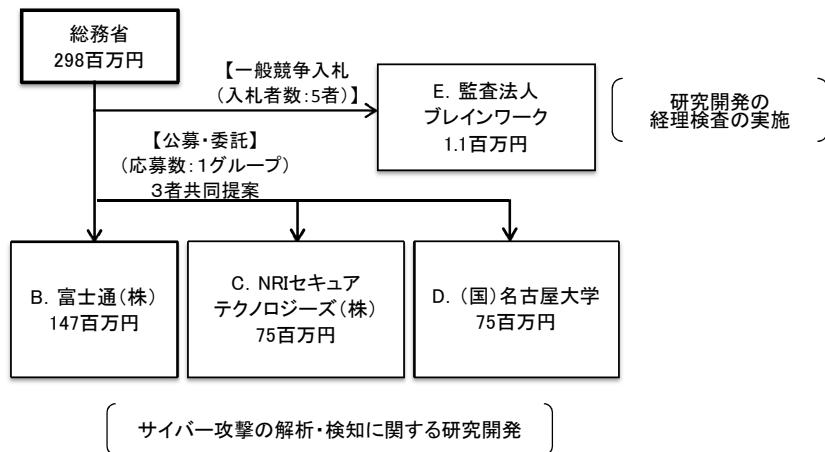 総務省
298百万円
【一般競争入札
（入札者数：5者）】
E. 監査法人
ブレインワーク
1.1百万円
研究開発の
経理検査の実施
【公募・委託】
（応募数：１グループ）
３者共同提案
B. 富士通（株）
147百万円
C. NRIセキュア
テクノロジーズ（株）
75百万円
D. （国）名古屋大学
75百万円
サイバー攻撃の解析・検知に関する研究開発